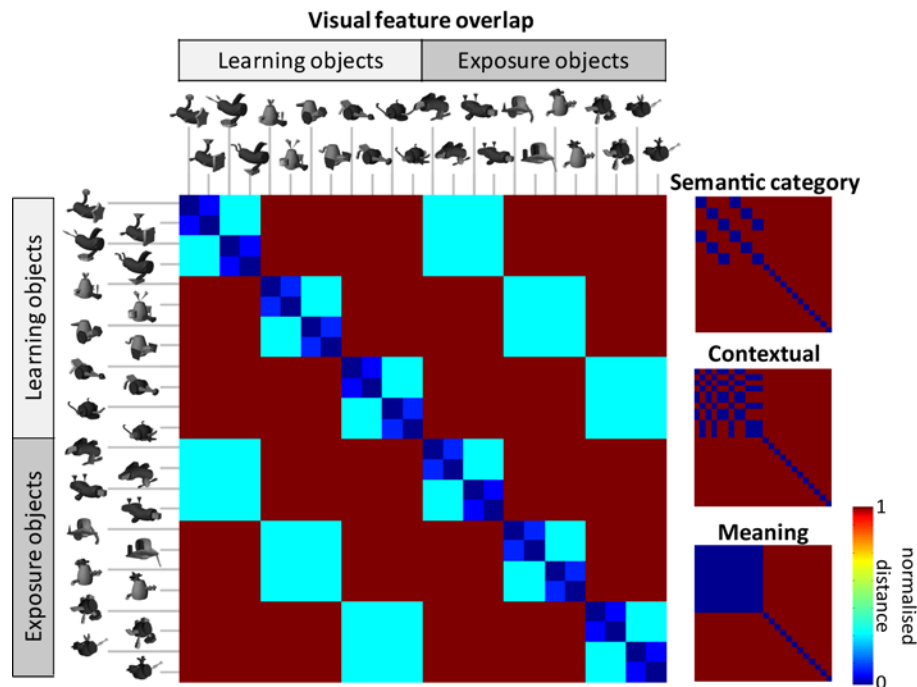 Visual feature overlap
Learning objects
Exposure objects
Learning objects
Exposure objects
Semantic category
Contextual
Meaning
1
normalised
distance
0